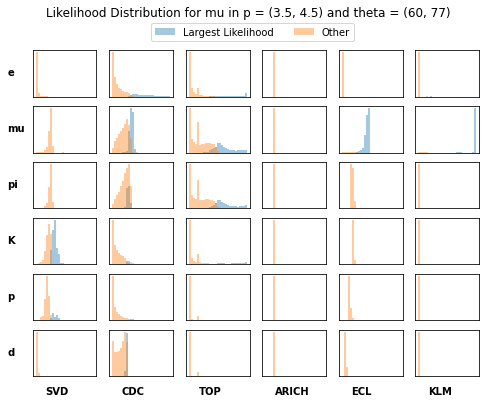 Likelihood Distribution for mu in p = (3.5, 4.5) and theta = (60, 77)
Largest Likelihood Other
e
mu
pi
K
p
d
SVD CDC TOP ARICH ECL KLM